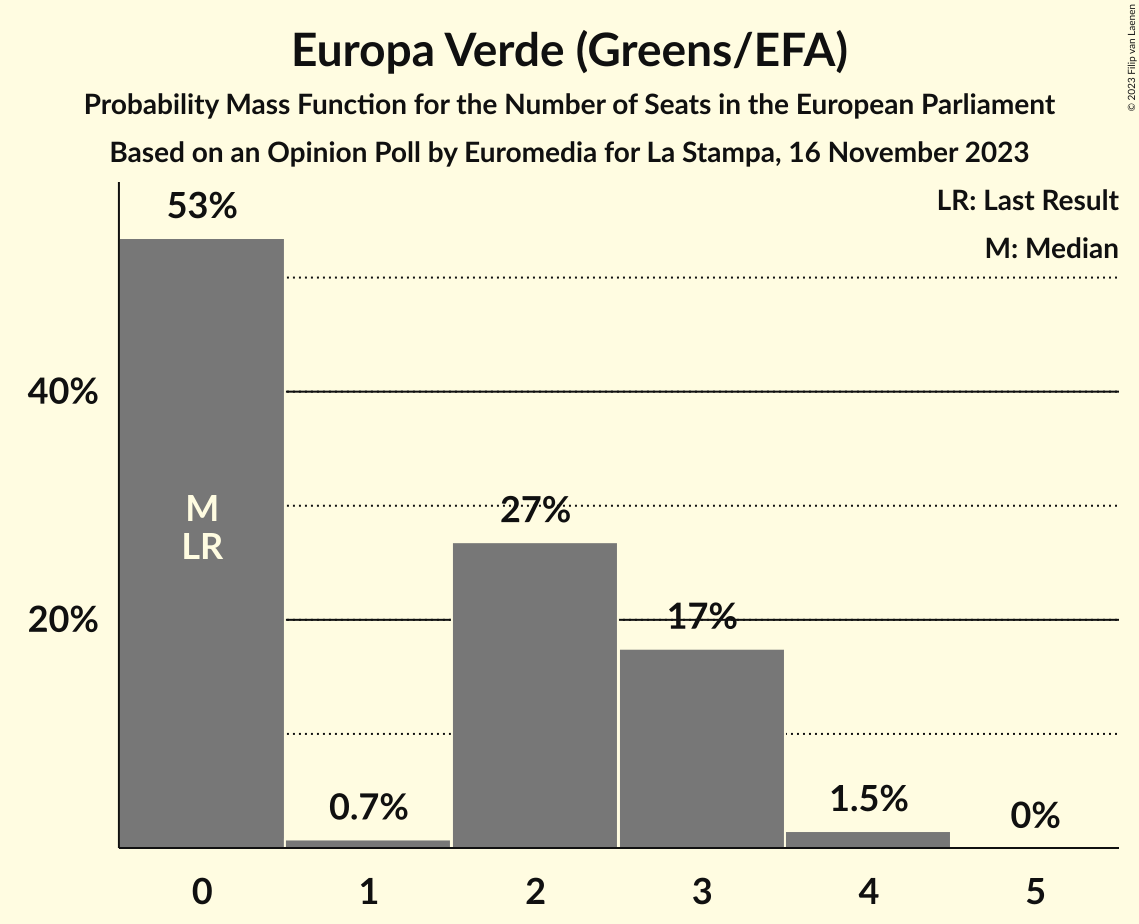 Europa Verde (Greens/EFA)
Probability Mass Function for the Number of Seats in the European Parliament
Based on an Opinion Poll by Euromedia for La Stampa, 16 November 2023
© 2023 Filip van Laenen
LR: Last Result
M: Median
53%
40%
M
LR
27%
20%
17%
0.7%
1.5%
0%
0 1 2 3 4 5